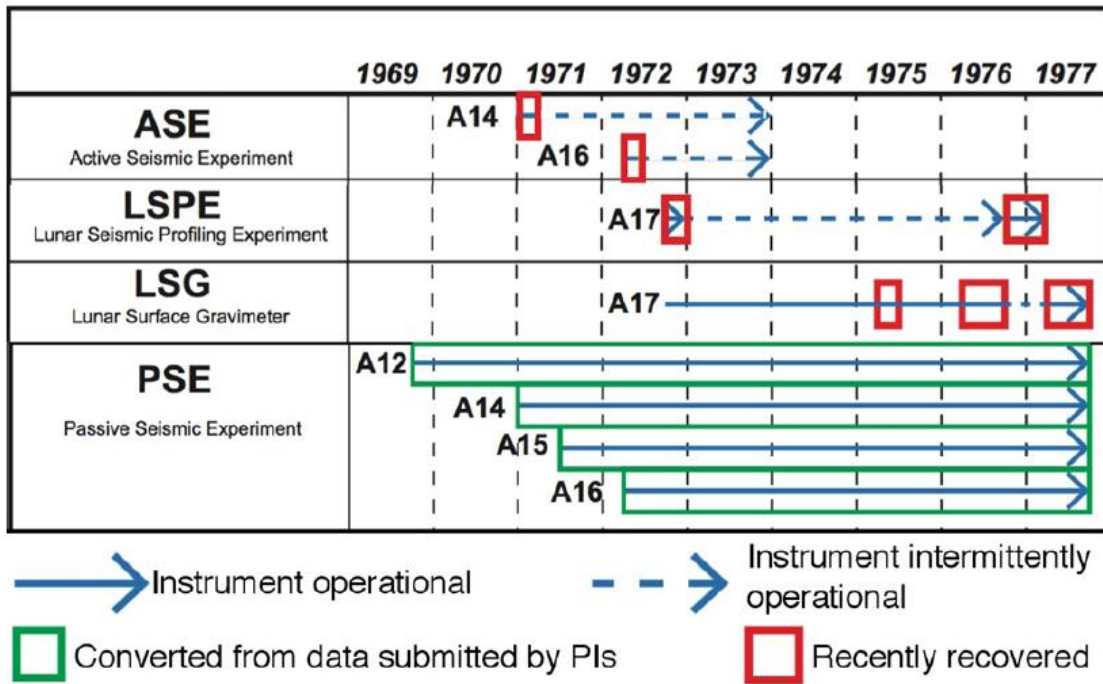 1969 1970 1971 1972 1973 1974 1975 1976 1977
ASE
Active Seismic Experiment
A14
A16
LSPE
Lunar Seismic Profiling Experiment
A17
LSG
Lunar Surface Gravimeter
A17
PSE
Passive Seismic Experiment
A12
A14
A15
A16
Instrument operational
Instrument intermittently
operational
Converted from data submitted by PIs
Recently recovered